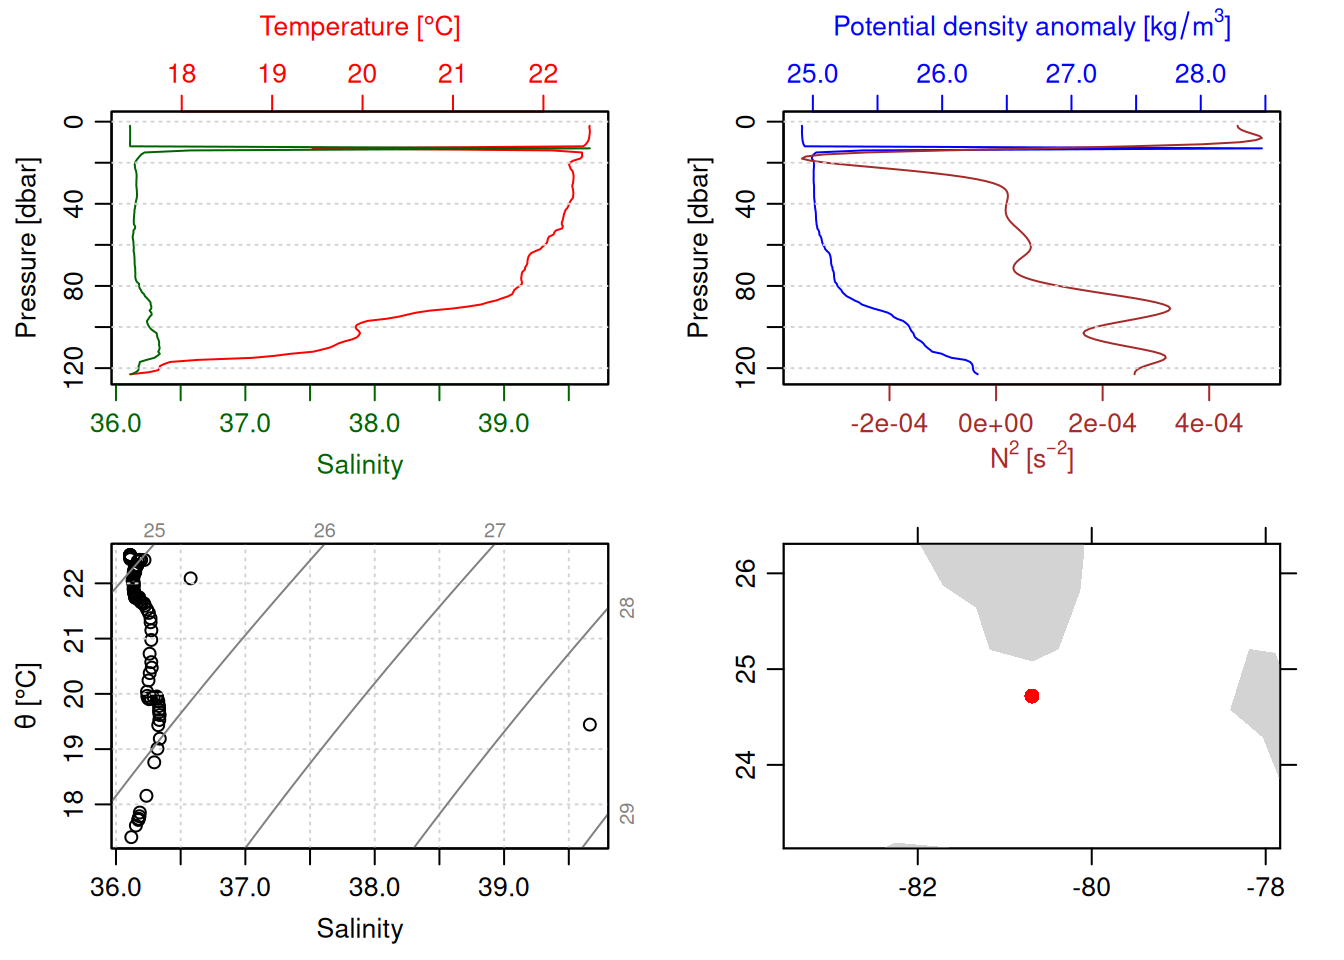 Temperature [°C]
18 19 20 21 22
Pressure [dbar]
0 40 80 120
36.0 37.0 38.0 39.0
Salinity
Potential density anomaly [kg/m³]
25.0 26.0 27.0 28.0
Pressure [dbar]
0 40 80 120
-2e-04 0e+00 2e-04 4e-04
N² [s⁻²]
25 26 27
28
29
θ [°C]
22 21 20 19 18
36.0 37.0 38.0 39.0
Salinity
26 25 24
-82 -80 -78